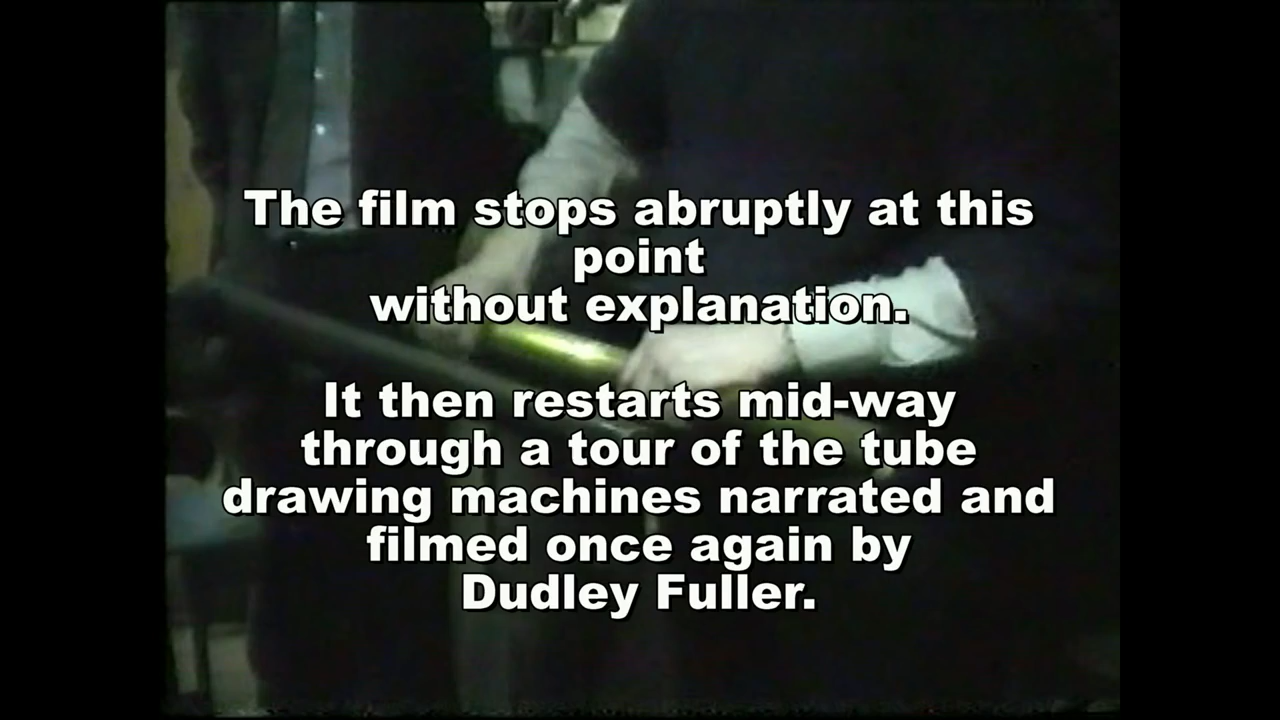 The film stops abruptly at this
point
without explanation.
It then restarts mid-way
through a tour of the tube
drawing machines narrated and
filmed once again by
Dudley Fuller.